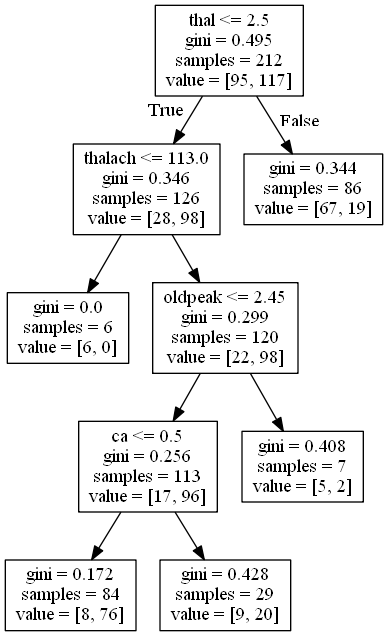 thal <= 2.5
gini = 0.495
samples = 212
value = [95, 117]
True
False
thalach <= 113.0
gini = 0.346
samples = 126
value = [28, 98]
gini = 0.344
samples = 86
value = [67, 19]
gini = 0.0
samples = 6
value = [6, 0]
oldpeak <= 2.45
gini = 0.299
samples = 120
value = [22, 98]
ca <= 0.5
gini = 0.256
samples = 113
value = [17, 96]
gini = 0.408
samples = 7
value = [5, 2]
gini = 0.172
samples = 84
value = [8, 76]
gini = 0.428
samples = 29
value = [9, 20]